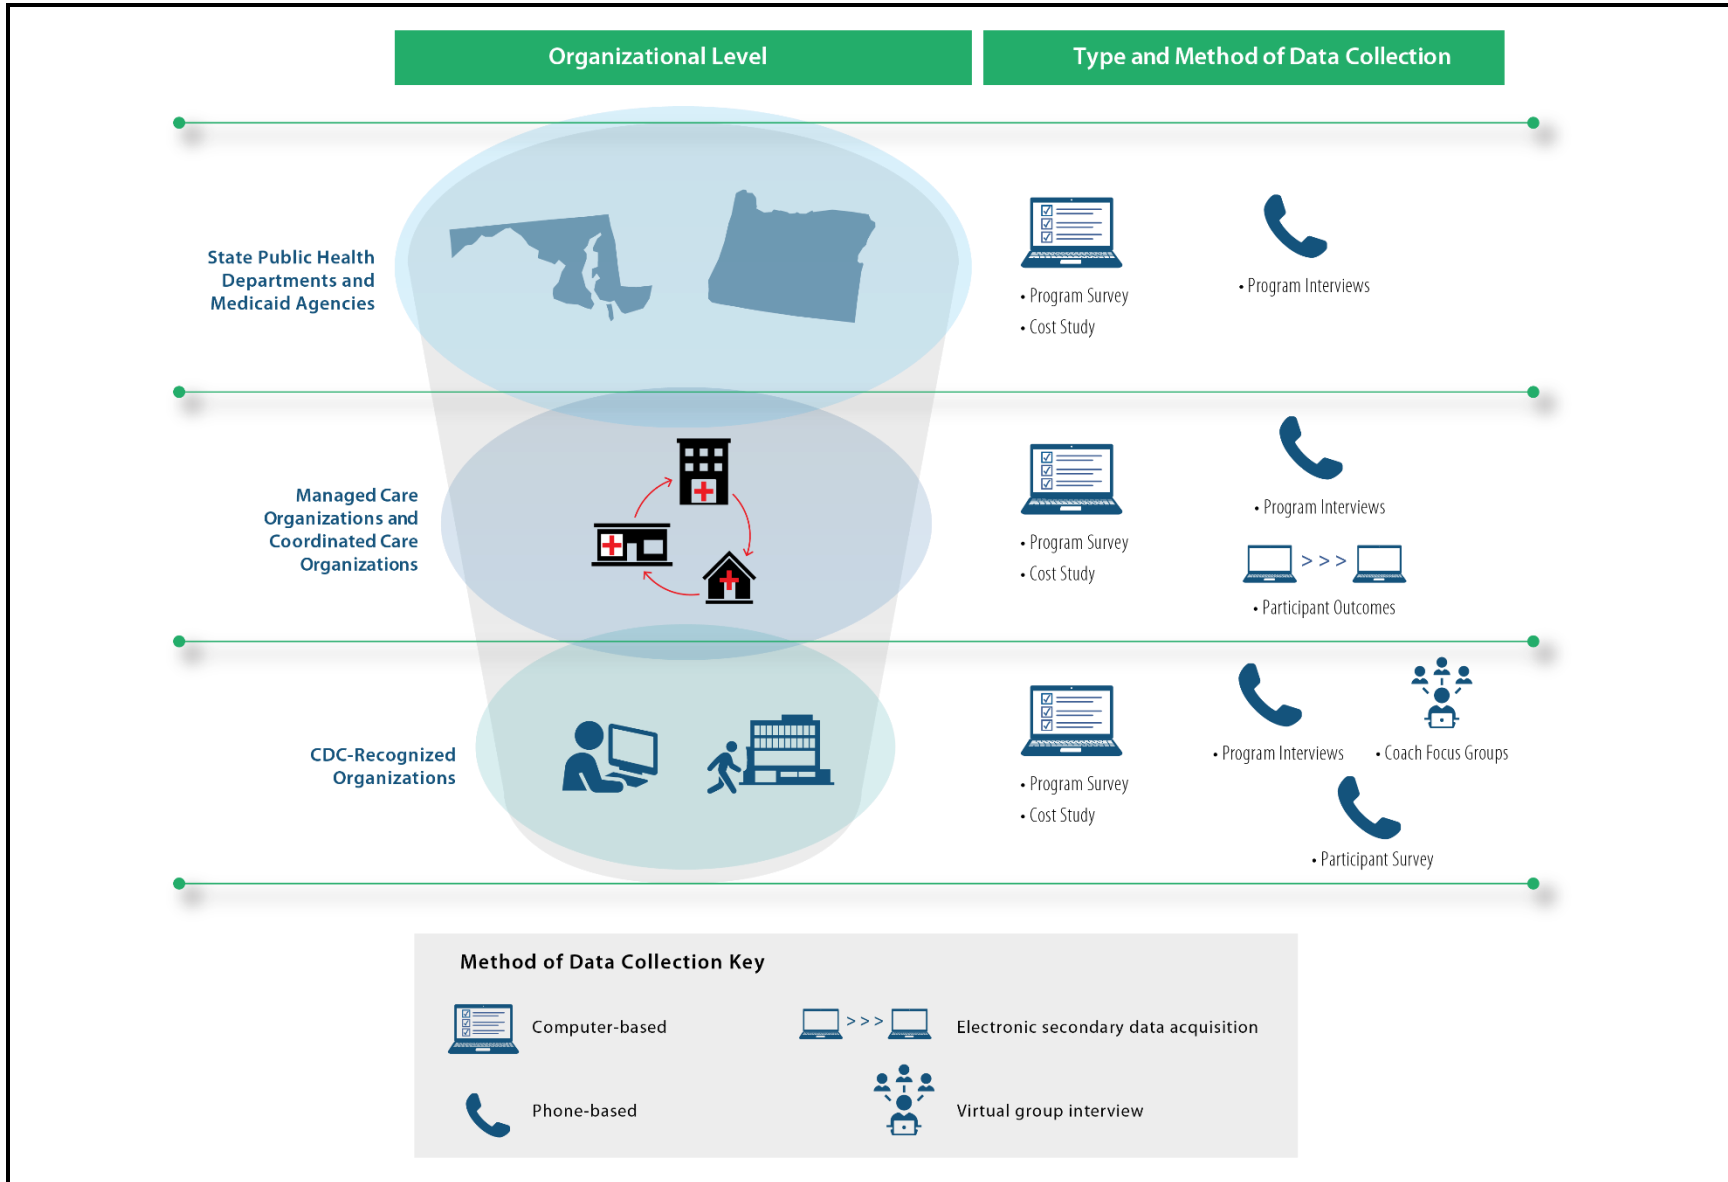 Organizational Level
Type and Method of Data Collection
State Public Health
Departments and
Medicaid Agencies
• Program Survey
• Cost Study
• Program Interviews
Managed Care
Organizations and
Coordinated Care
Organizations
• Program Survey
• Cost Study
• Program Interviews
> > >
• Participant Outcomes
CDC-Recognized
Organizations
• Program Survey
• Cost Study
• Program Interviews
• Coach Focus Groups
• Participant Survey
Method of Data Collection Key
Computer-based
> > >
Electronic secondary data acquisition
Phone-based
Virtual group interview